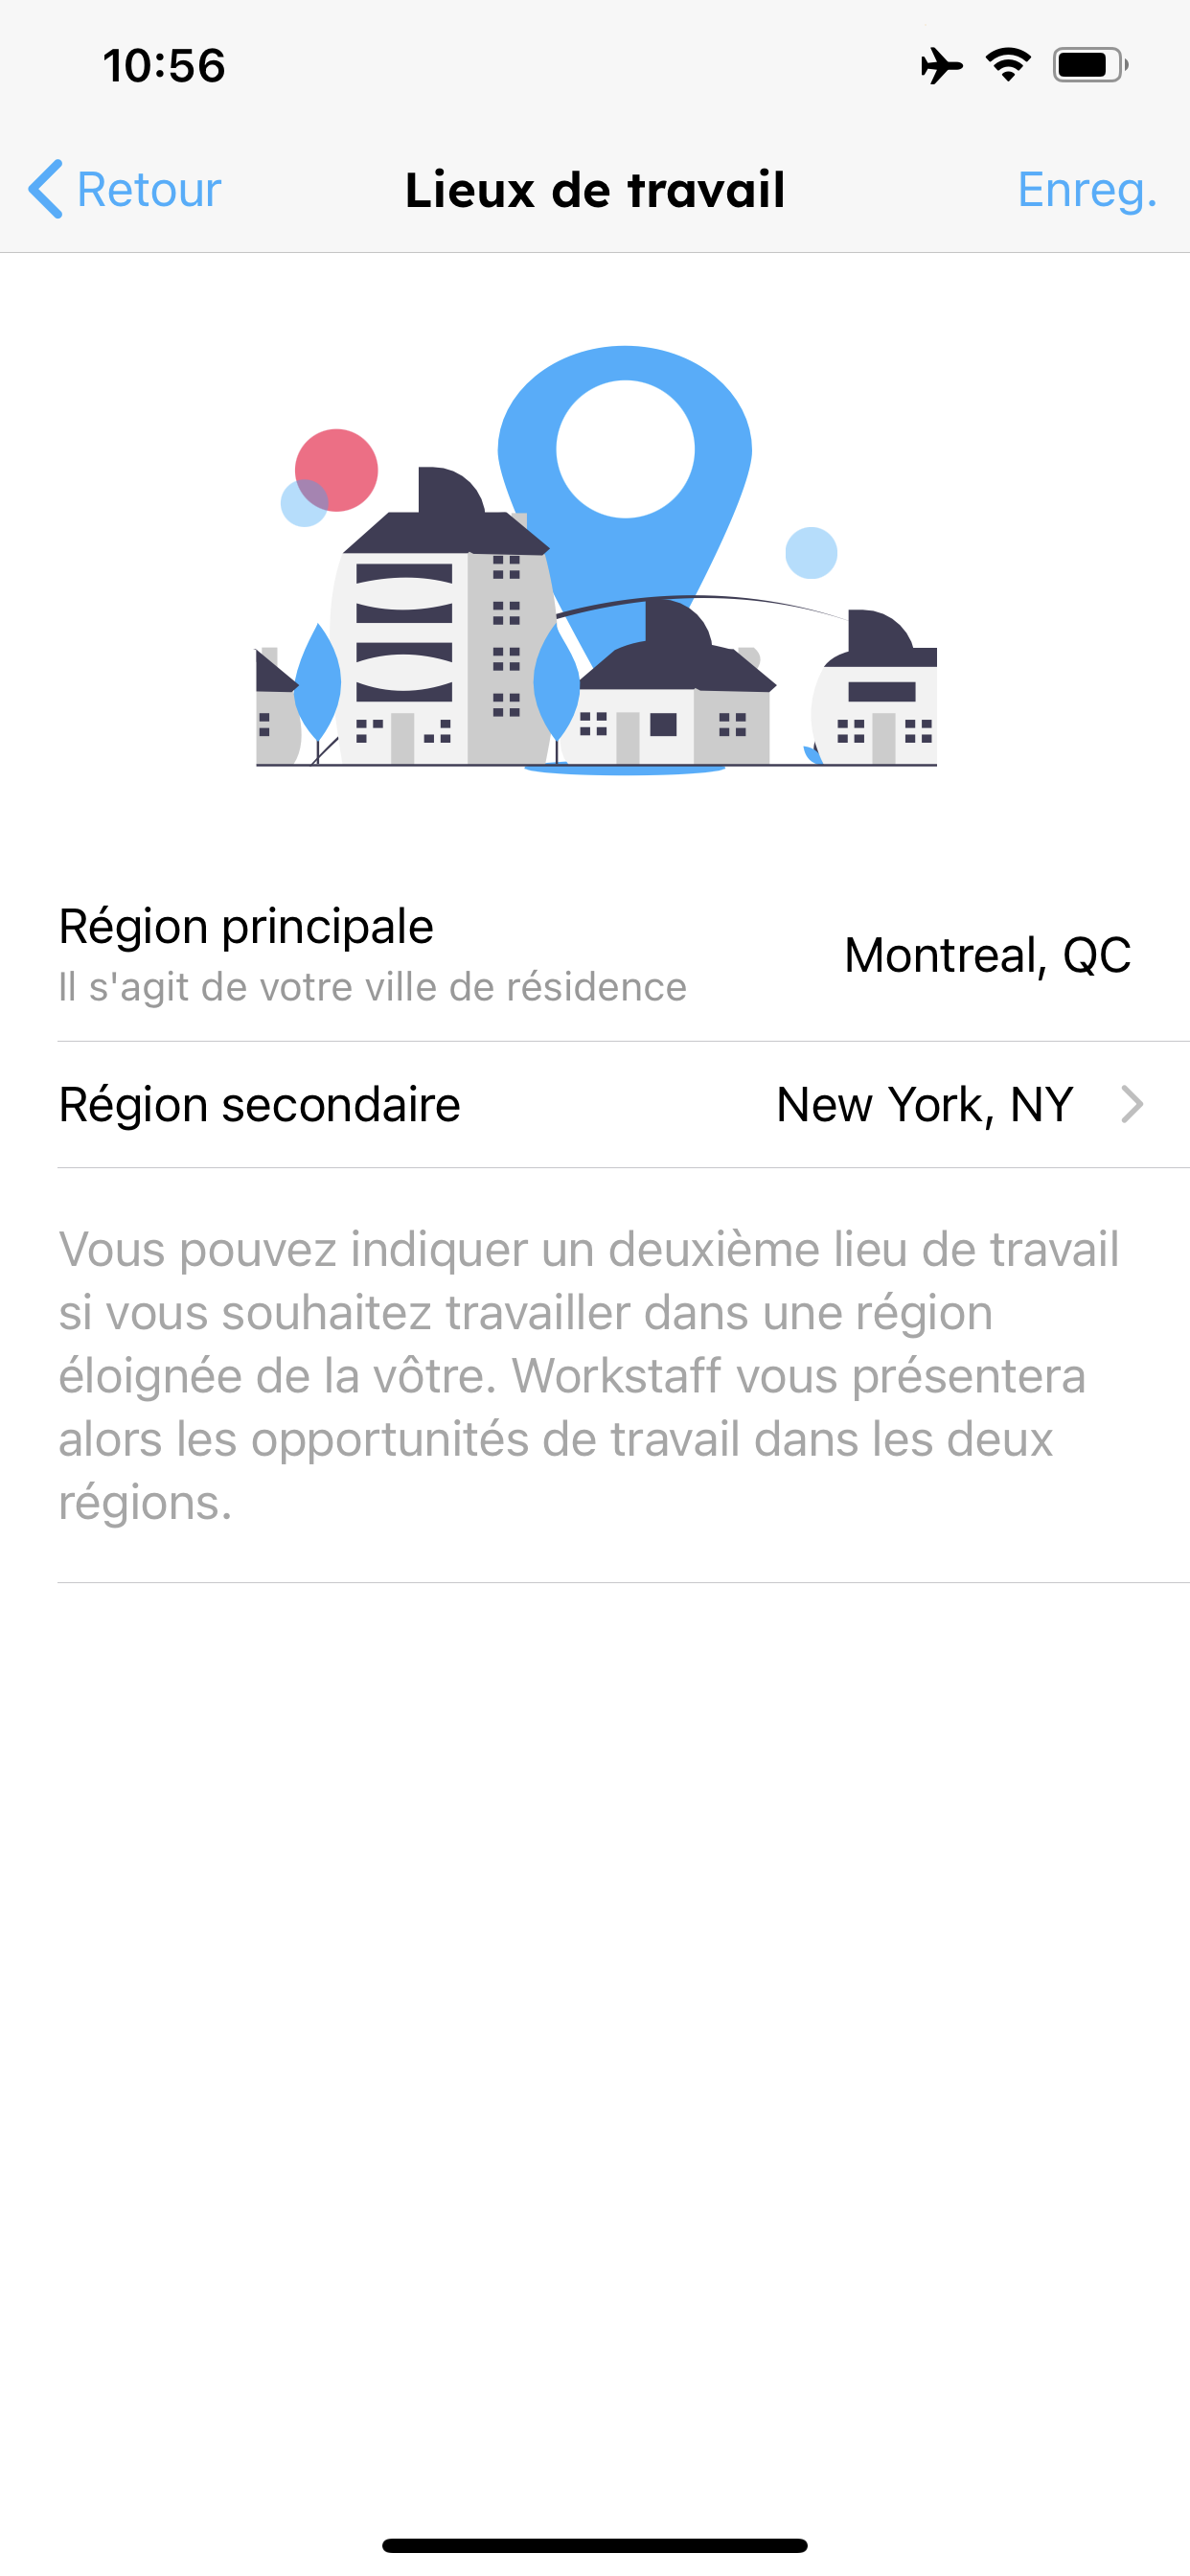 10:56
Retour
Lieux de travail
Enreg.
Région principale
Il s'agit de votre ville de résidence
Montreal, QC
Région secondaire
New York, NY
Vous pouvez indiquer un deuxième lieu de travail
si vous souhaitez travailler dans une région
éloignée de la vôtre. Workstaff vous présentera
alors les opportunités de travail dans les deux
régions.